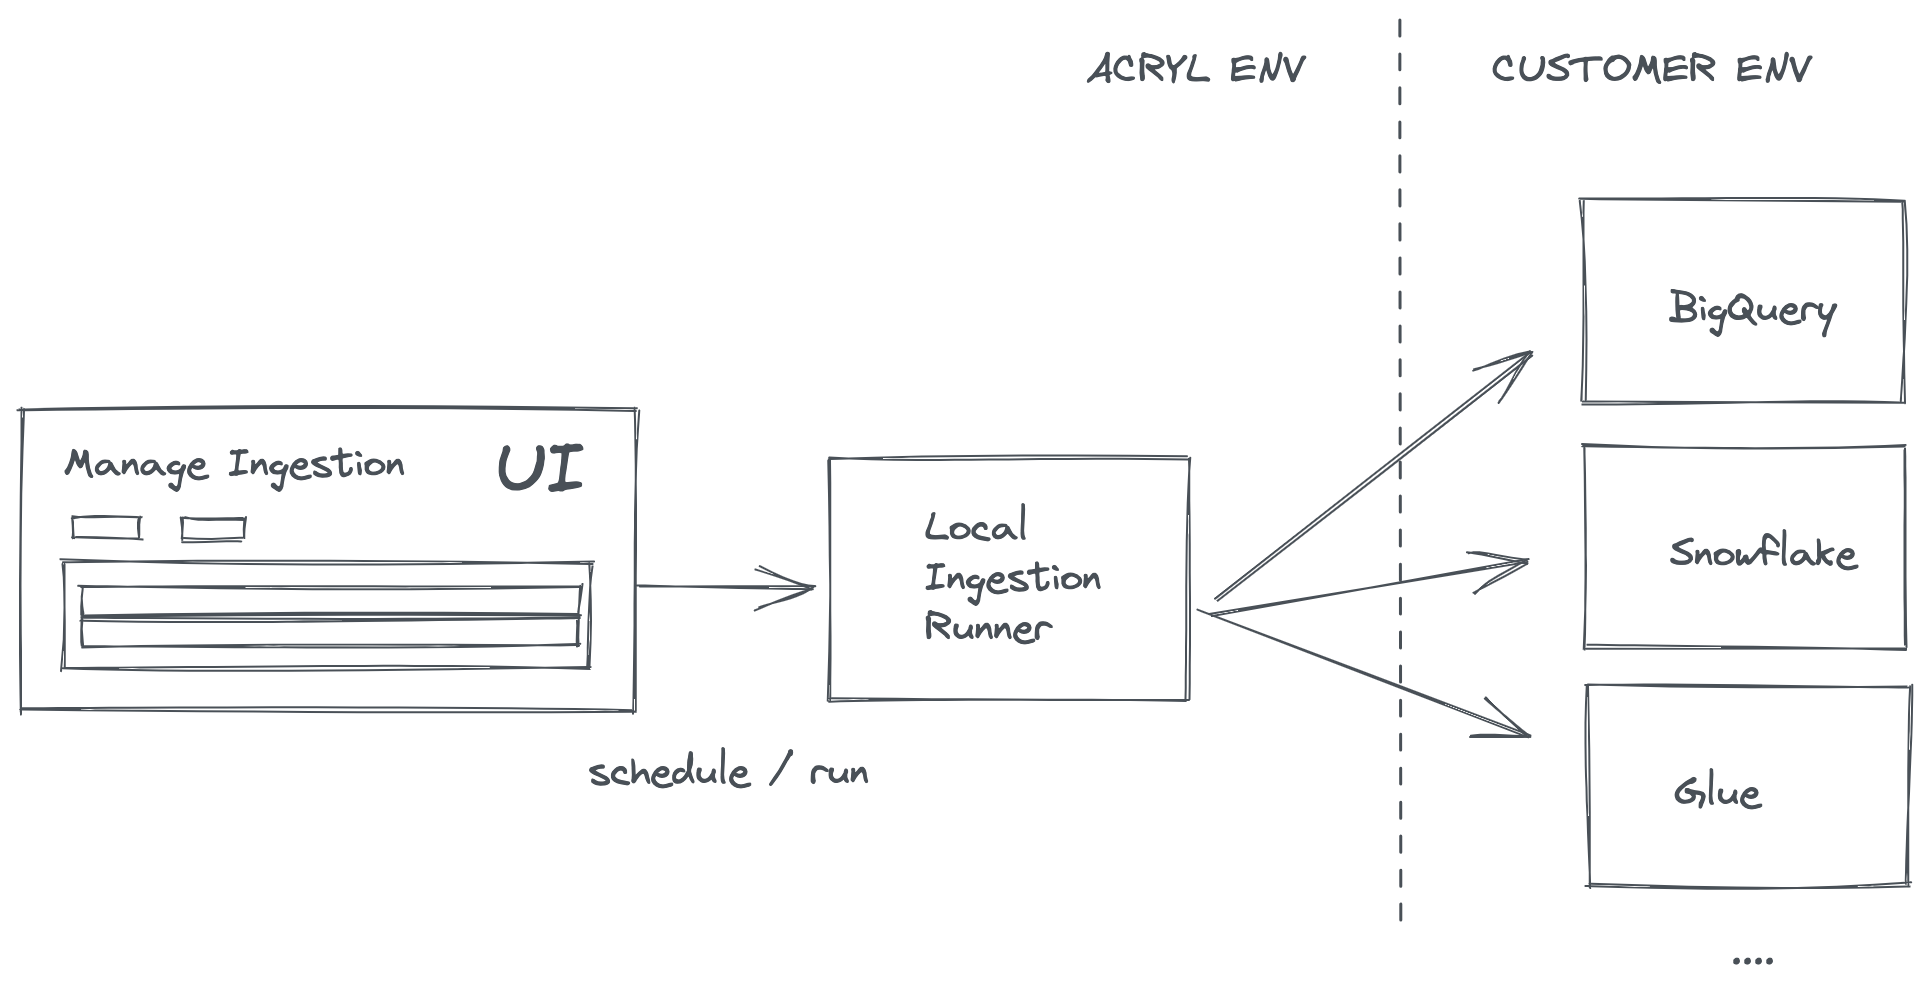 ACRYL ENV
CUSTOMER ENV
BigQuery
Manage Ingestion
UI
Local
Ingestion
Runner
Snowflake
schedule / run
Glue
....